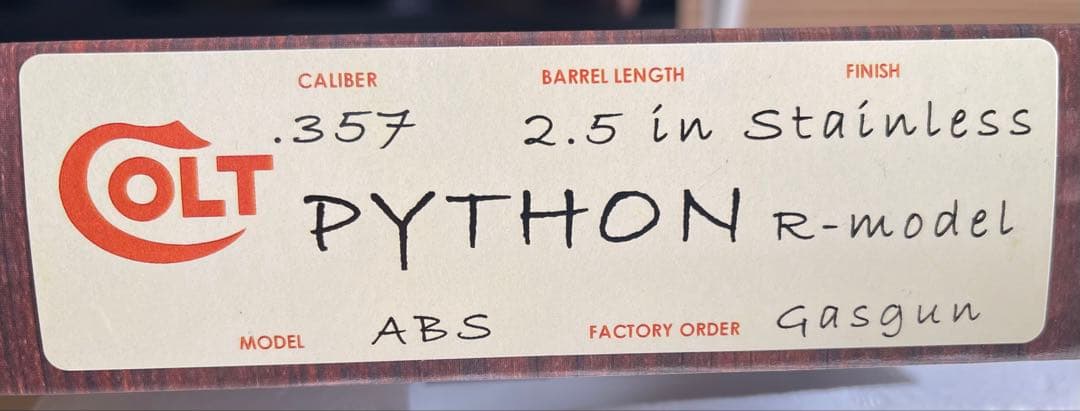 CALIBER BARREL LENGTH FINISH
.357 2.5 in Stainless
COLT
PYTHON R-model
MODEL ABS FACTORY ORDER Gasgun